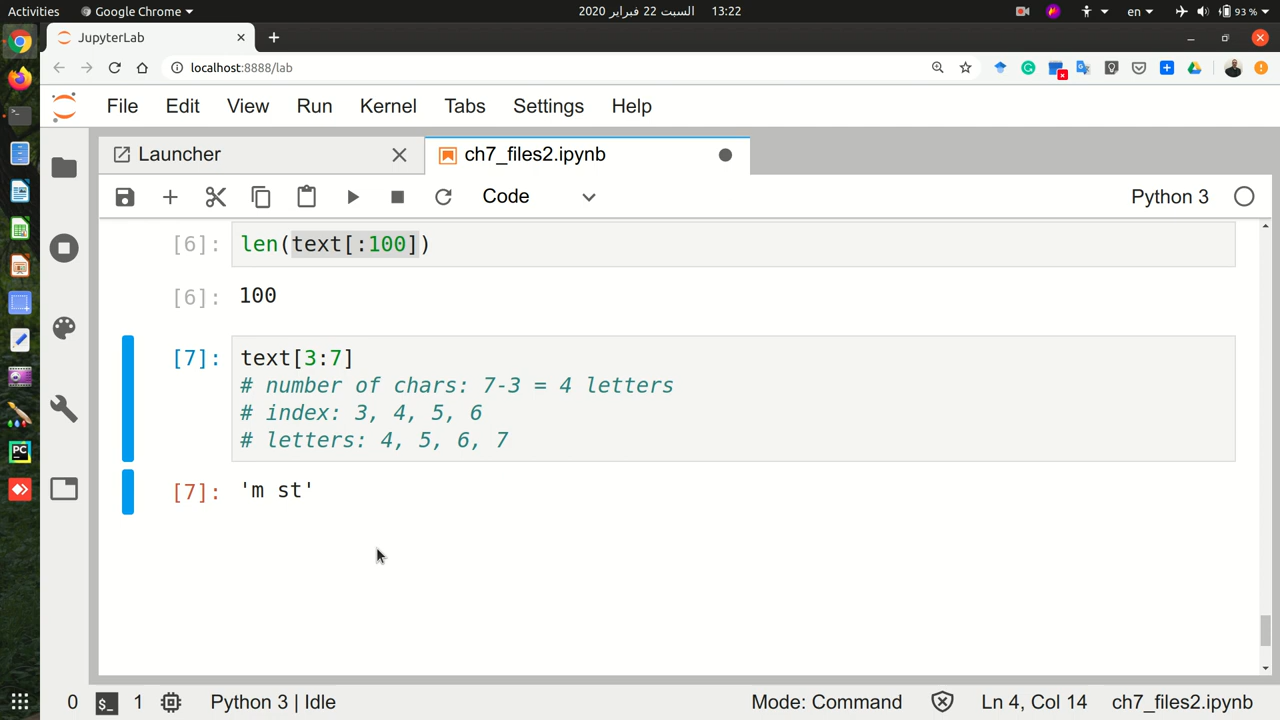 Activities Google Chrome 2020 السبت 22 فبراير 13:22 en 93 %
JupyterLab
localhost:8888/lab
File Edit View Run Kernel Tabs Settings Help
Launcher ch7_files2.ipynb
Code Python 3
[6]: len(text[:100])
[6]: 100
[7]: text[3:7]
# number of chars: 7-3 = 4 letters
# index: 3, 4, 5, 6
# letters: 4, 5, 6, 7
[7]: 'm st'
0 $_ 1 Python 3 | Idle Mode: Command Ln 4, Col 14 ch7_files2.ipynb